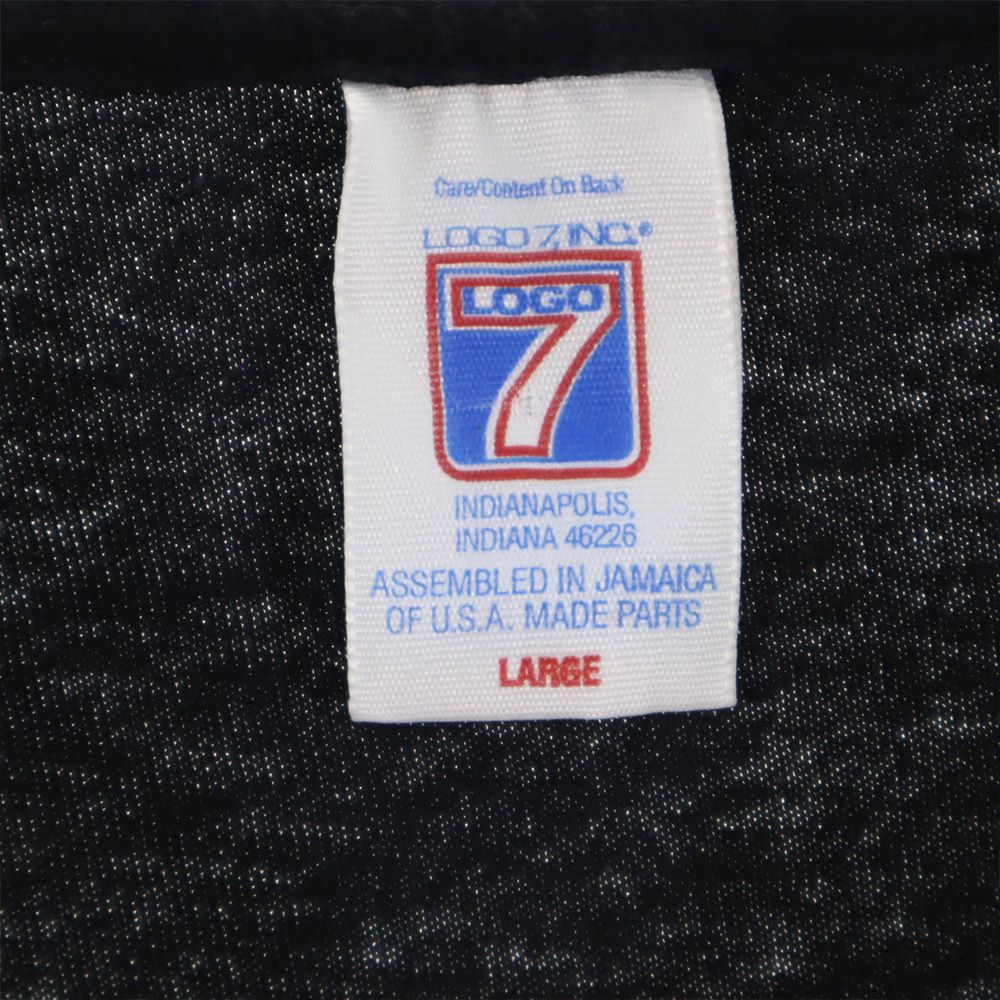 Care/Content On Back
LOGO 7, INC.®
LOGO
7
INDIANAPOLIS,
INDIANA 46226
ASSEMBLED IN JAMAICA
OF U.S.A. MADE PARTS
LARGE